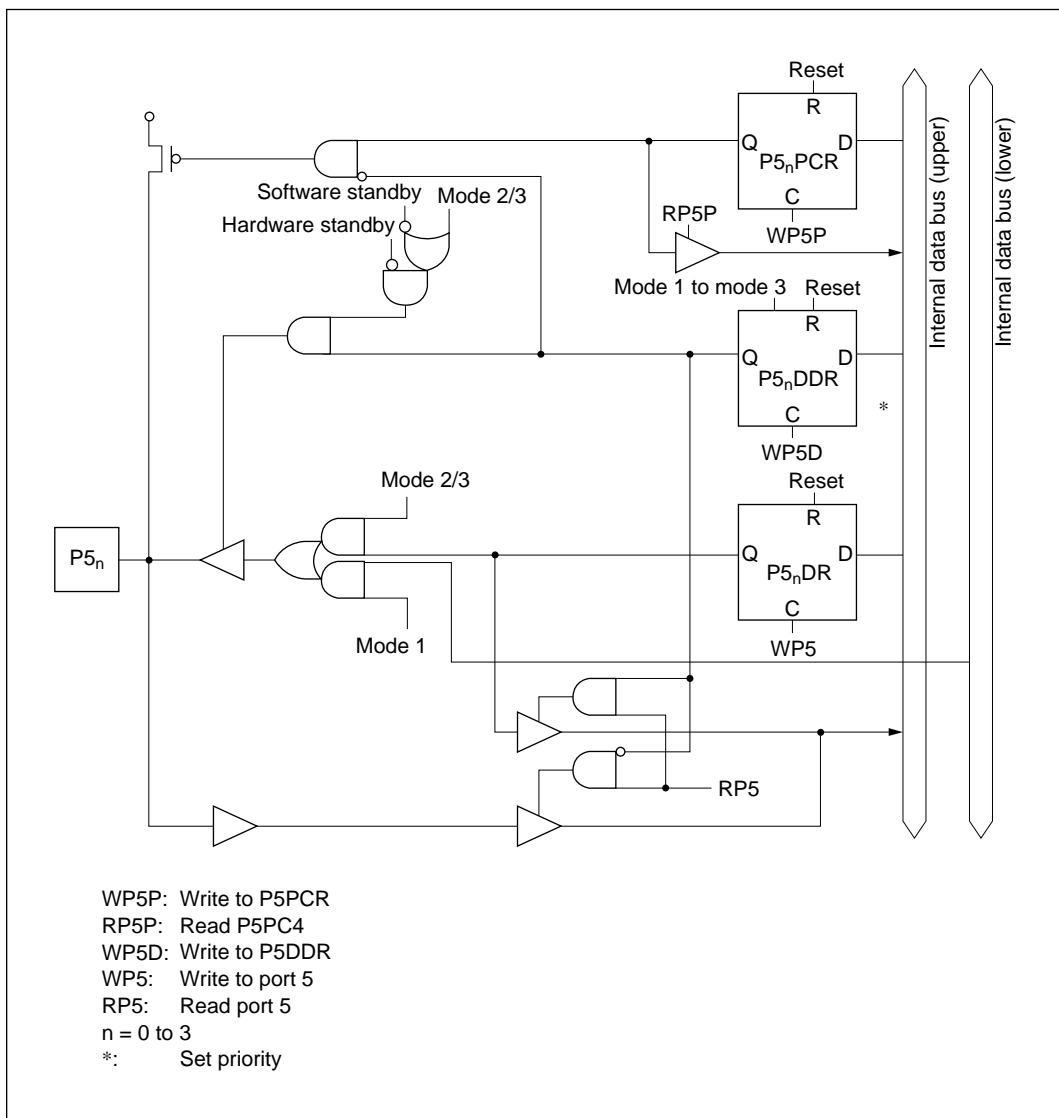 Reset
R
Q
D
P5nPCR
C
WP5P
Internal data bus (upper)
Internal data bus (lower)
Software standby
Mode 2/3
Hardware standby
RP5P
Mode 1 to mode 3
Reset
R
Q
D
P5nDDR
C
*
WP5D
Mode 2/3
Reset
R
P5n
Q
D
P5nDR
C
Mode 1
WP5
RP5
WP5P: Write to P5PCR
RP5P: Read P5PC4
WP5D: Write to P5DDR
WP5: Write to port 5
RP5: Read port 5
n = 0 to 3
*: Set priority